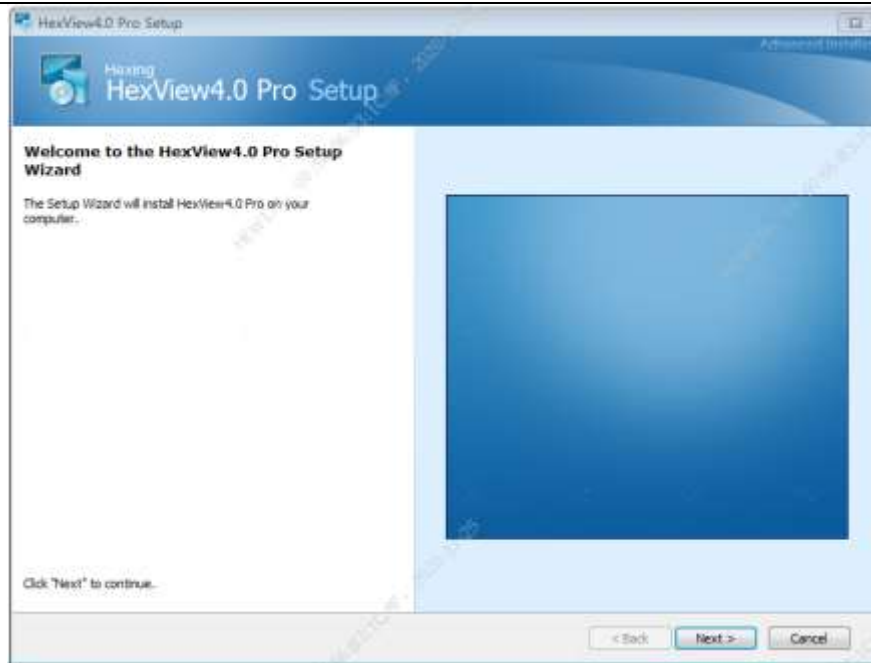 HexView4.0 Pro Setup
Advanced Installer
Hexing
HexView4.0 Pro Setup
Welcome to the HexView4.0 Pro Setup
Wizard
The Setup Wizard will install HexView4.0 Pro on your
computer.
Click "Next" to continue.
< Back
Next >
Cancel